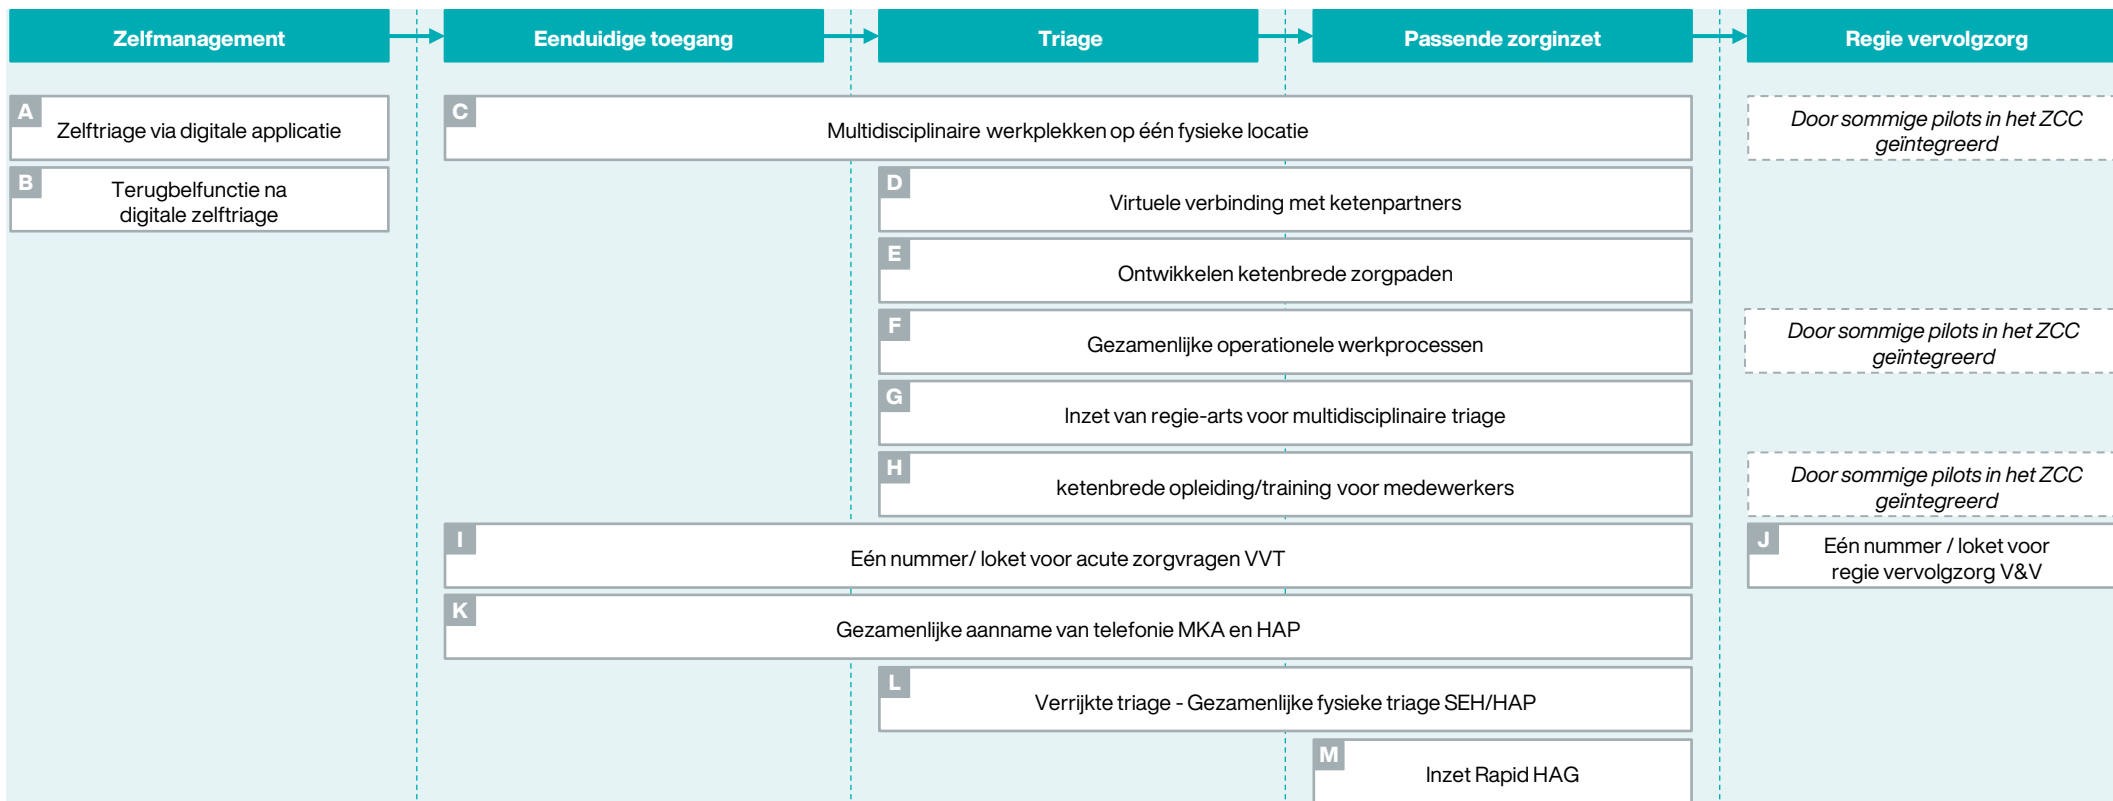 Zelfmanagement
Eenduidige toegang
Triage
Passende zorginzet
Regie vervolgzorg
A
Zelftriage via digitale applicatie
C
Multidisciplinaire werkplekken op één fysieke locatie
Door sommige pilots in het ZCC
geïntegreerd
B
Terugbelfunctie na
digitale zelftriage
D
Virtuele verbinding met ketenpartners
E
Ontwikkelen ketenbrede zorgpaden
F
Gezamenlijke operationele werkprocessen
Door sommige pilots in het ZCC
geïntegreerd
G
Inzet van regie-arts voor multidisciplinaire triage
H
ketenbrede opleiding/training voor medewerkers
Door sommige pilots in het ZCC
geïntegreerd
I
Eén nummer/ loket voor acute zorgvragen VVT
J
Eén nummer / loket voor
regie vervolgzorg V&V
K
Gezamenlijke aanname van telefonie MKA en HAP
L
Verrijkte triage - Gezamenlijke fysieke triage SEH/HAP
M
Inzet Rapid HAG